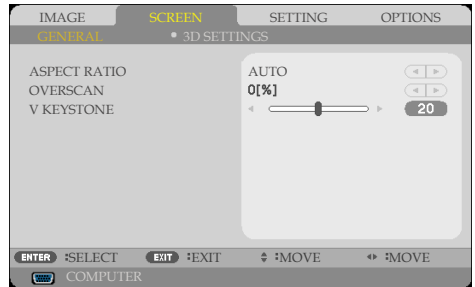 IMAGE SCREEN SETTING OPTIONS
GENERAL • 3D SETTINGS
ASPECT RATIO AUTO
OVERSCAN 0[%]
V KEYSTONE 20
ENTER :SELECT EXIT :EXIT :MOVE :MOVE
COMPUTER